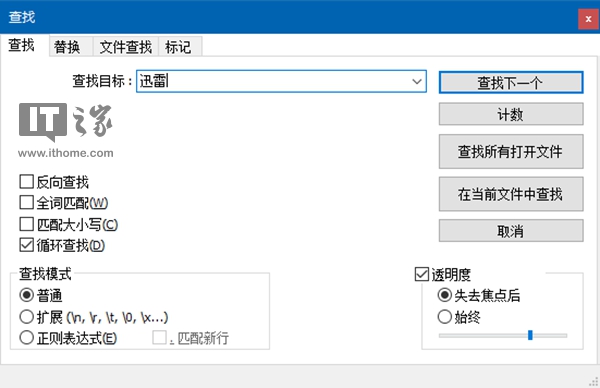 查找
x
查找 替换 文件查找 标记
查找目标： 迅雷 查找下一个
IT之家
www.ithome.com
计数
查找所有打开文件
反向查找
全词匹配(W) 在当前文件中查找
匹配大小写(C)
取消
循环查找(D)
查找模式 透明度
普通 失去焦点后
扩展 (\n, \r, \t, \0, \x...) 始终
正则表达式(E) . 匹配新行